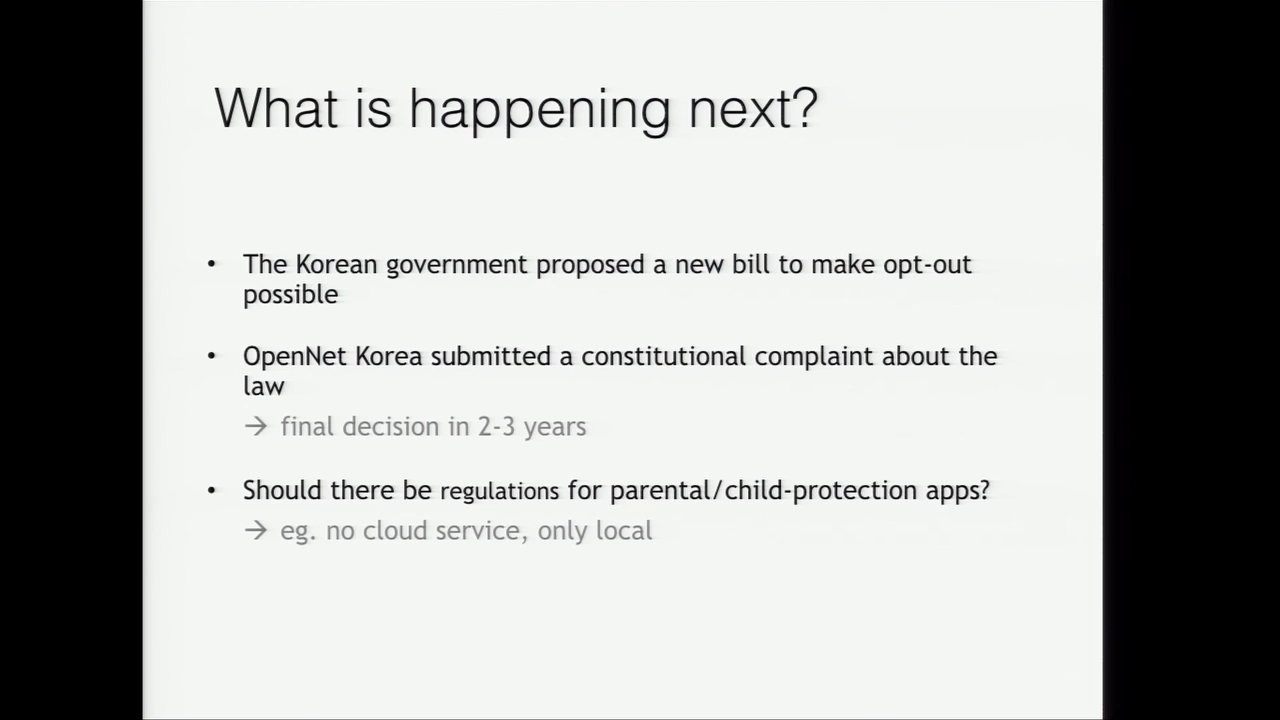 What is happening next?
• The Korean government proposed a new bill to make opt-out
possible
• OpenNet Korea submitted a constitutional complaint about the
law
→ final decision in 2-3 years
• Should there be regulations for parental/child-protection apps?
→ eg. no cloud service, only local